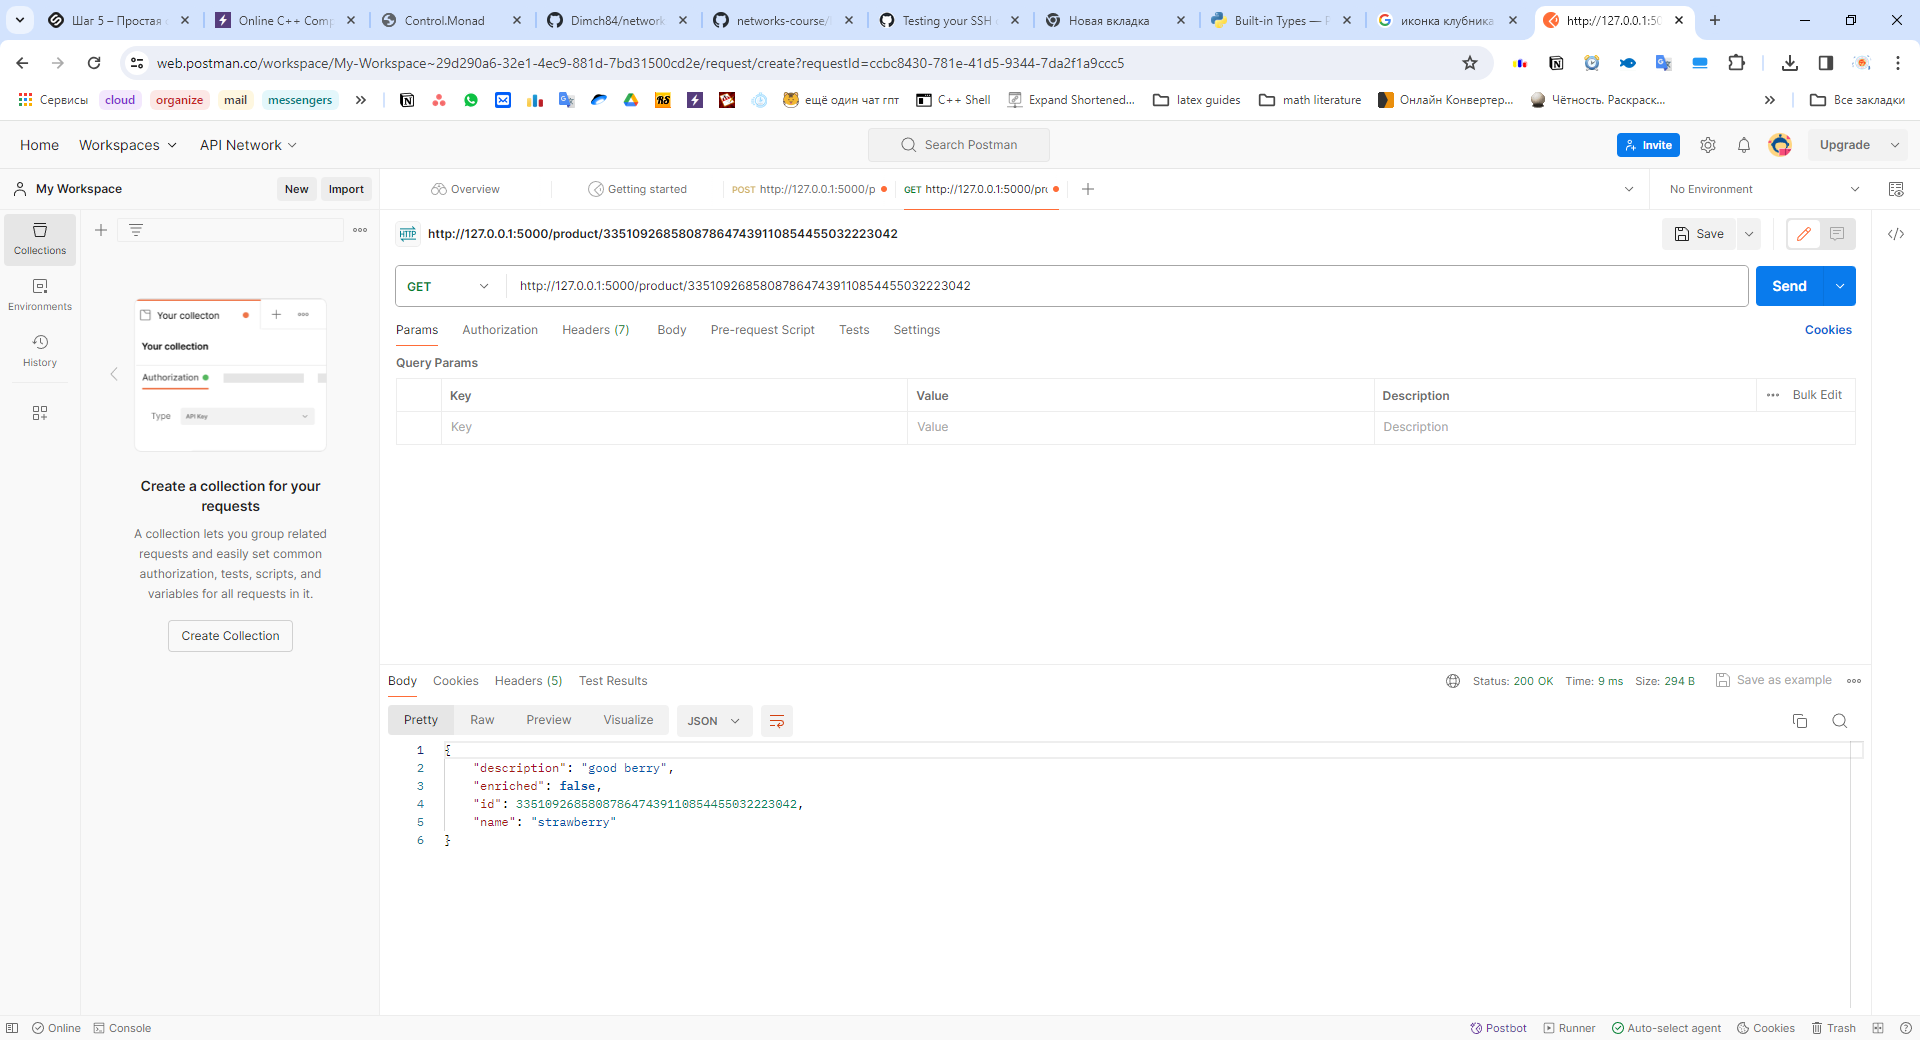 Шаг 5 – Простая
Online C++ Comp
Control.Monad
Dimch84/network
networks-course/
Testing your SSH
Новая вкладка
Built-in Types —
иконка клубника
http://127.0.0.1:50
web.postman.co/workspace/My-Workspace~29d290a6-32e1-4ec9-881d-7bd31500cd2e/request/create?requestId=ccbc8430-781e-41d5-9344-7da2f1a9ccc5
Сервисы
cloud
organize
mail
messengers
ещё один чат гпт
C++ Shell
Expand Shortened...
latex guides
math literature
Онлайн Конвертер...
Чётность. Раскраск...
Все закладки
Home
Workspaces
API Network
Search Postman
Invite
Upgrade
My Workspace
New
Import
Overview
Getting started
POST http://127.0.0.1:5000/p
GET http://127.0.0.1:5000/pr
No Environment
Collections
Environments
History
HTTP
http://127.0.0.1:5000/product/335109268580878647439110854455032223042
Save
GET
http://127.0.0.1:5000/product/335109268580878647439110854455032223042
Send
Params
Authorization
Headers (7)
Body
Pre-request Script
Tests
Settings
Cookies
Query Params
Key
Value
Description
Bulk Edit
Key
Value
Description
Your collecton
Your collection
Authorization
Type
API Key
Create a collection for your
requests
A collection lets you group related
requests and easily set common
authorization, tests, scripts, and
variables for all requests in it.
Create Collection
Body
Cookies
Headers (5)
Test Results
Status: 200 OK
Time: 9 ms
Size: 294 B
Save as example
Pretty
Raw
Preview
Visualize
JSON
1 {
2 "description": "good berry",
3 "enriched": false,
4 "id": 335109268580878647439110854455032223042,
5 "name": "strawberry"
6 }
Online
Console
Postbot
Runner
Auto-select agent
Cookies
Trash